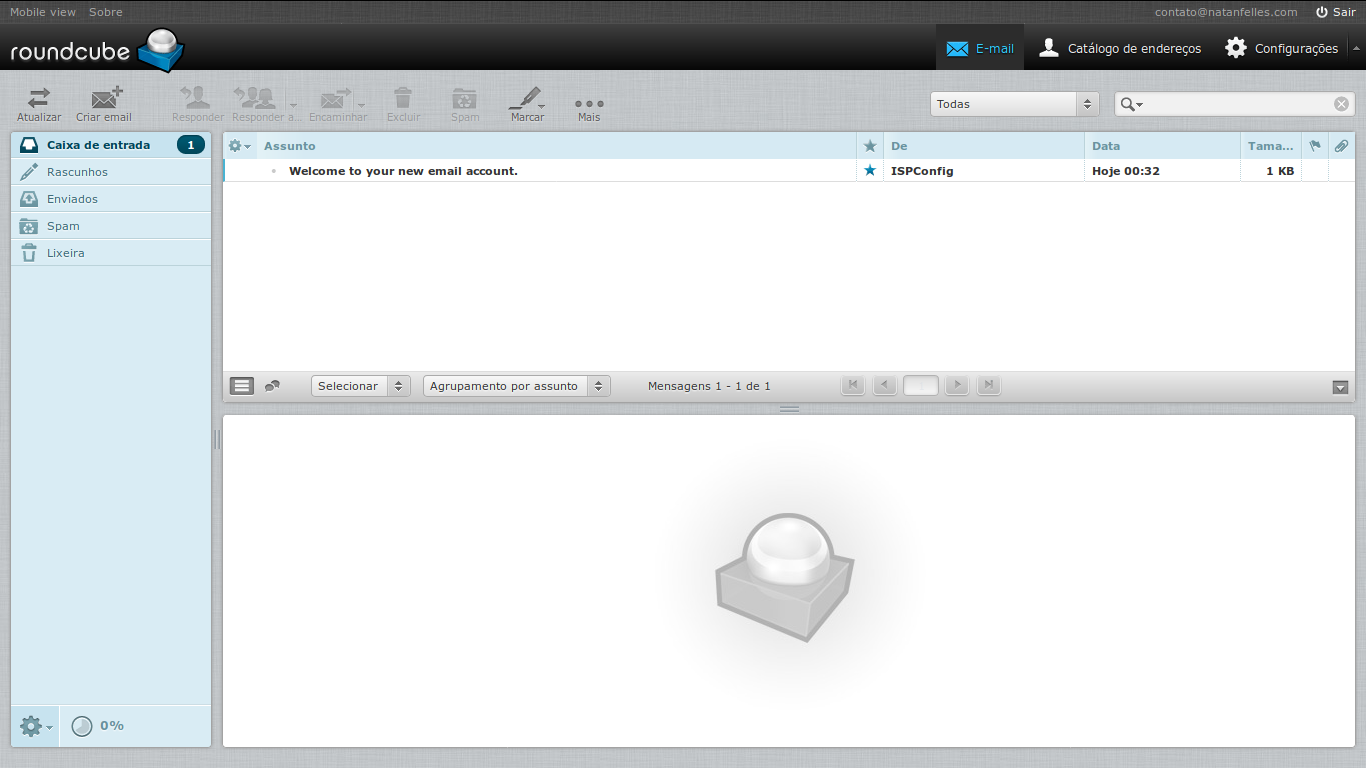 Mobile view Sobre contato@natanfelles.com Sair
roundcube E-mail Catálogo de endereços Configurações
Atualizar Criar email Responder Responder a... Encaminhar Excluir Spam Marcar Mais Todas
Caixa de entrada 1
Rascunhos
Enviados
Spam
Lixeira
Assunto De Data Tama...
Welcome to your new email account. ISPConfig Hoje 00:32 1 KB
Selecionar Agrupamento por assunto Mensagens 1 - 1 de 1
0%